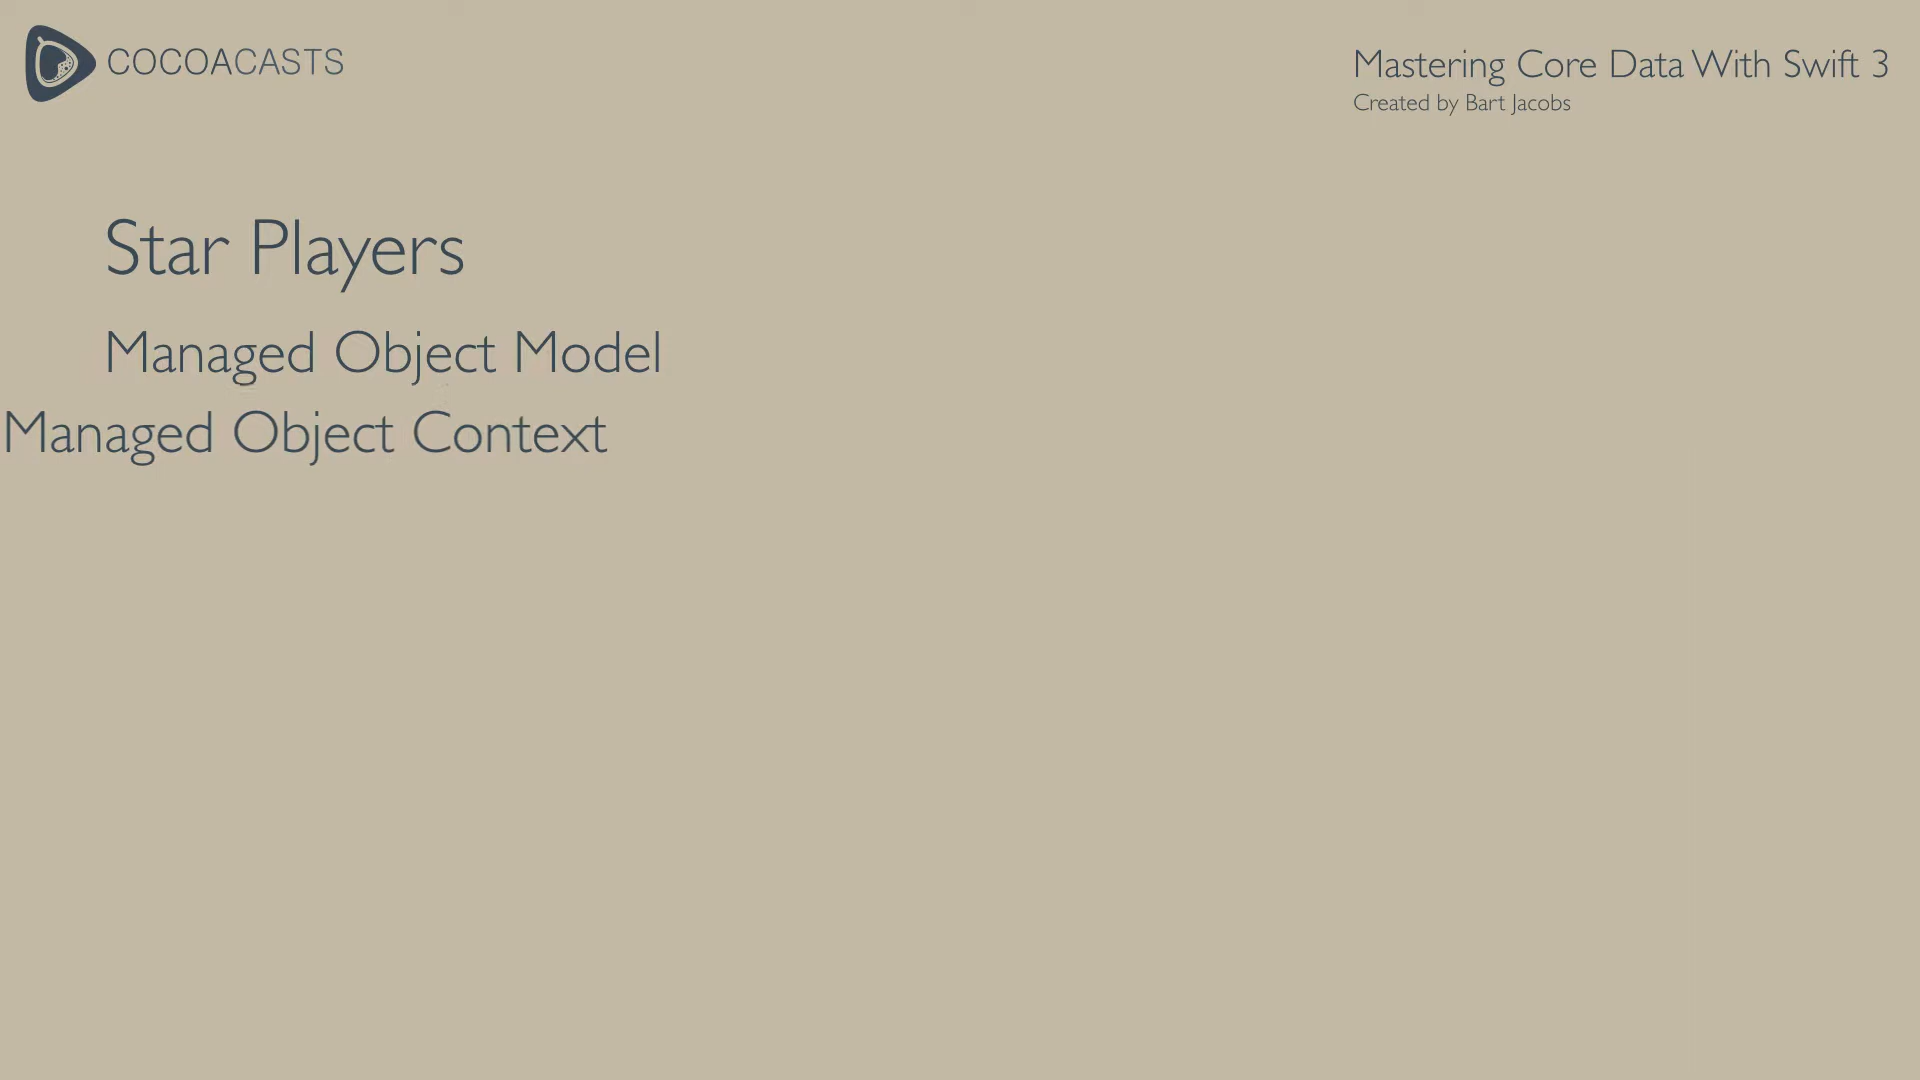 COCOACASTS
Mastering Core Data With Swift 3
Created by Bart Jacobs
Star Players
Managed Object Model
Managed Object Context